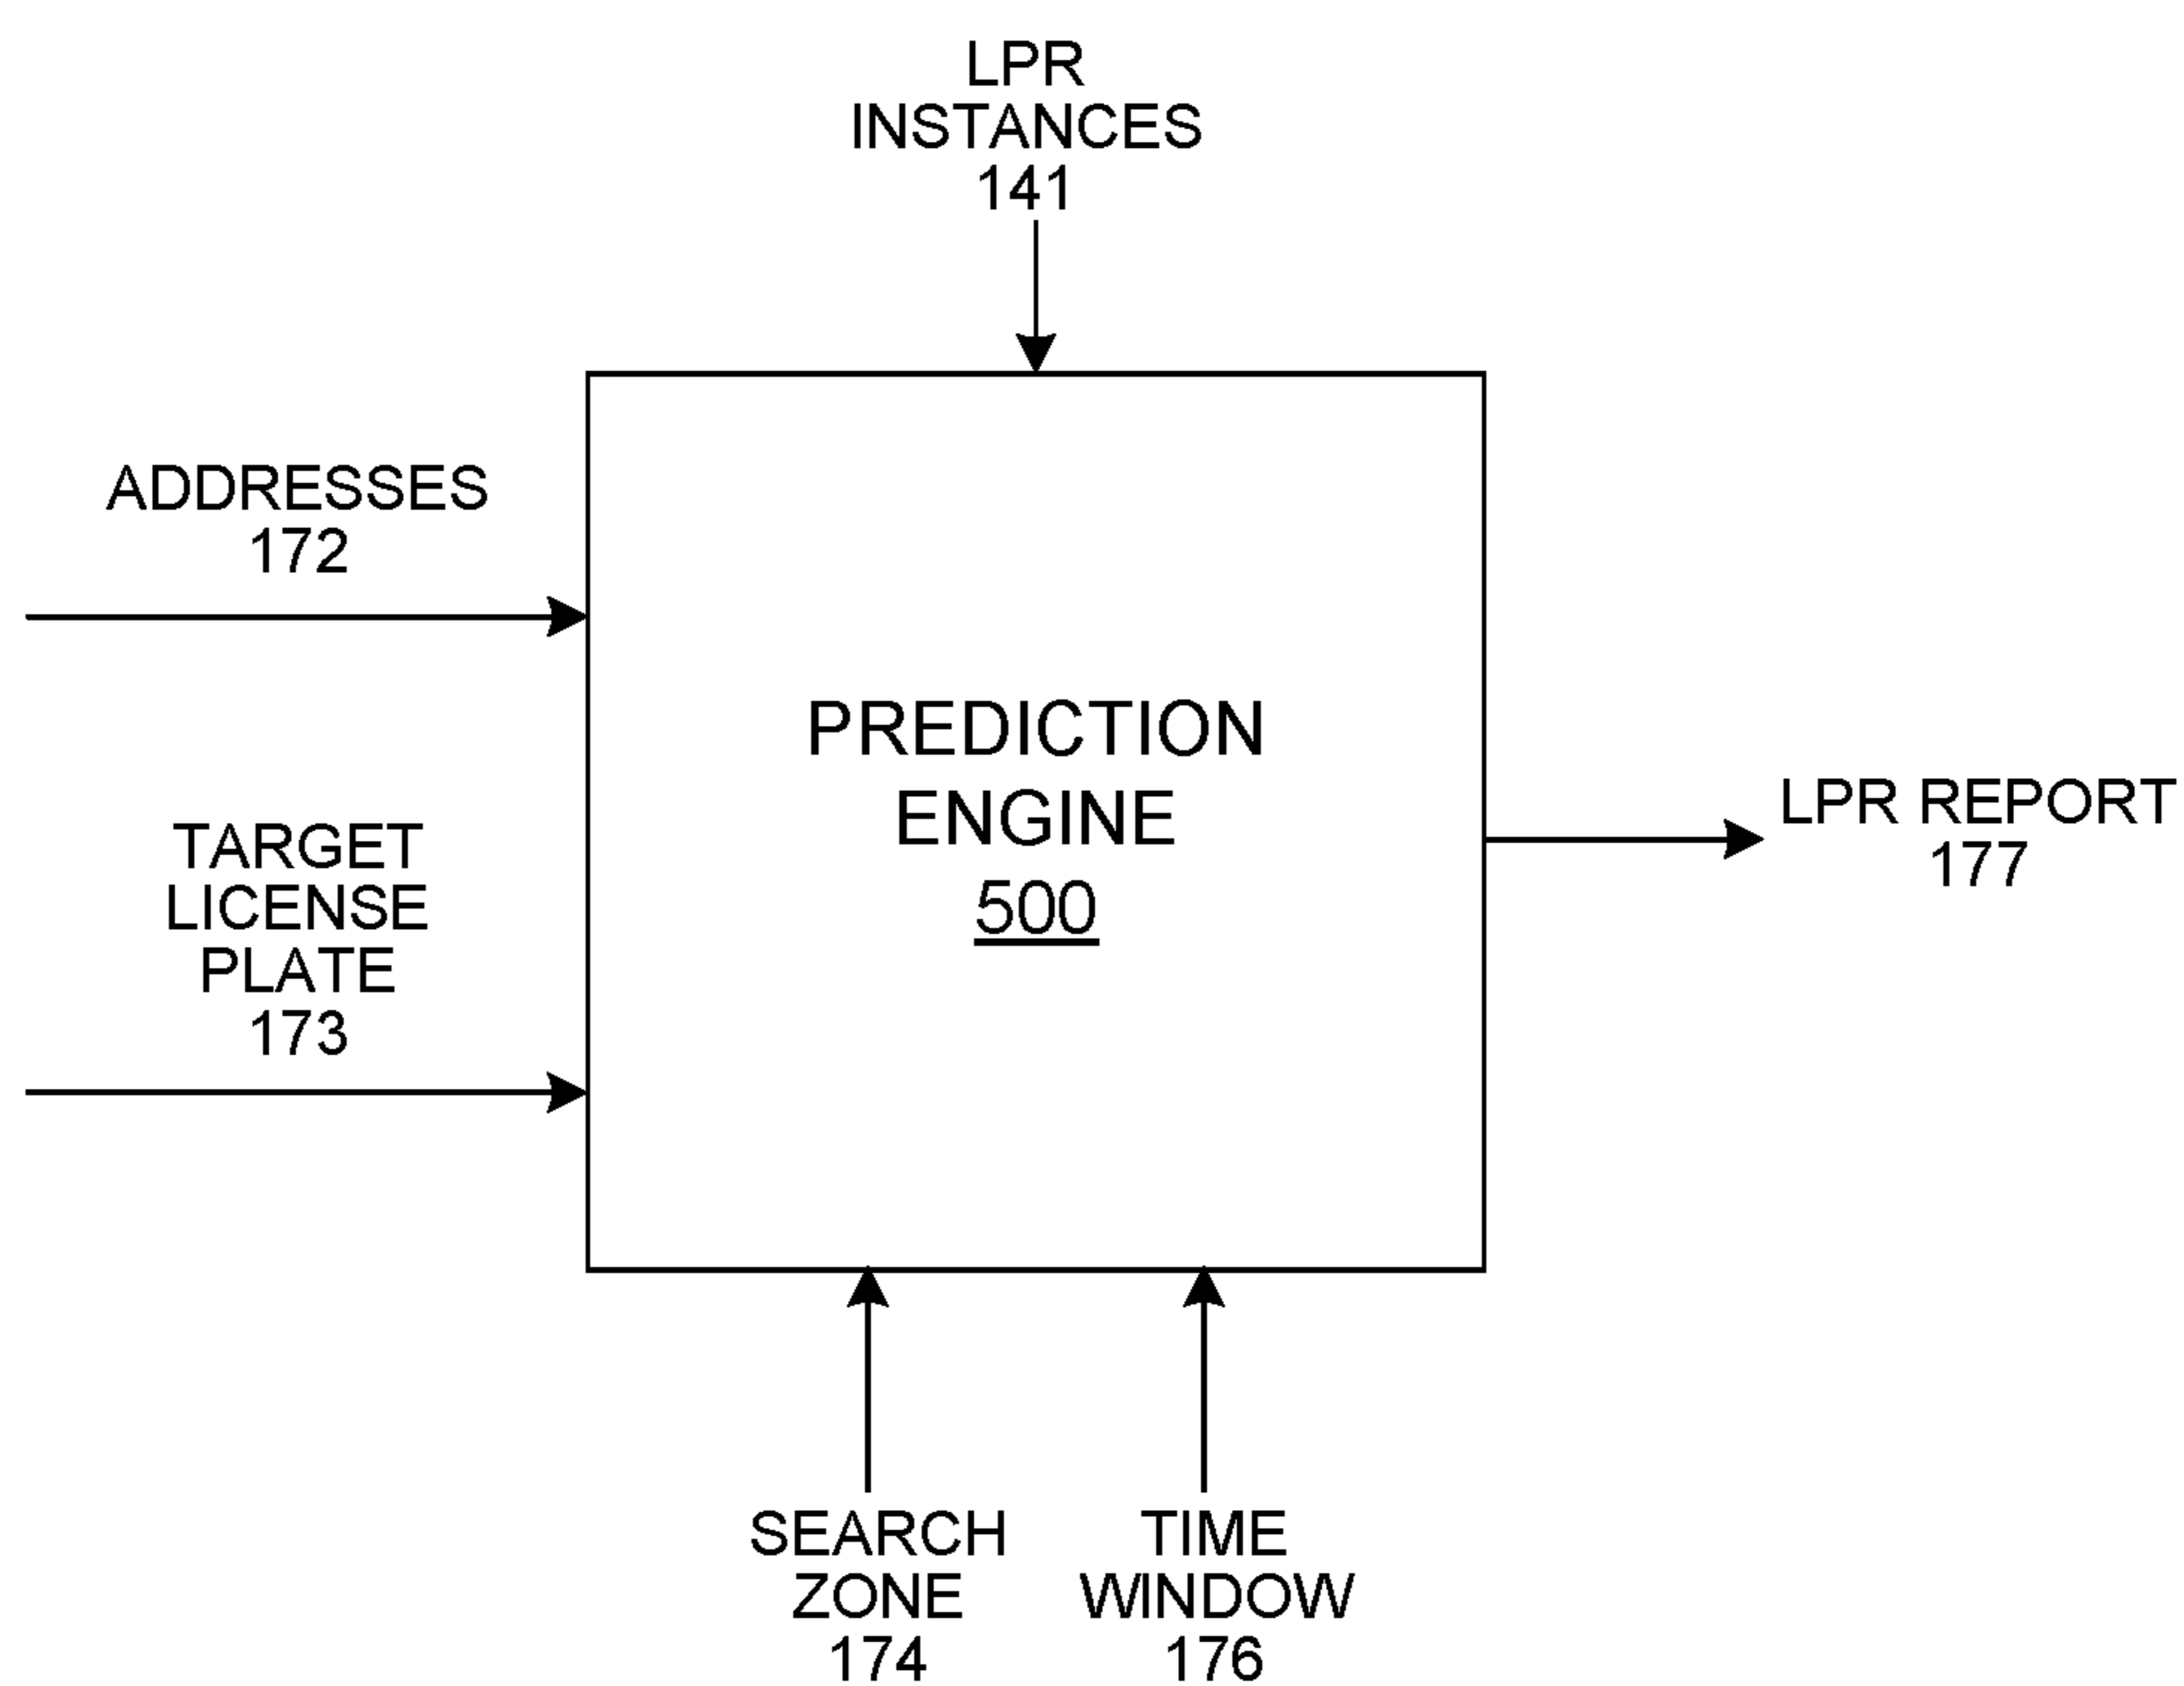 LPR
INSTANCES
141
ADDRESSES
172
TARGET
LICENSE
PLATE
173
PREDICTION
ENGINE
500
LPR REPORT
177
SEARCH
ZONE
174
TIME
WINDOW
176